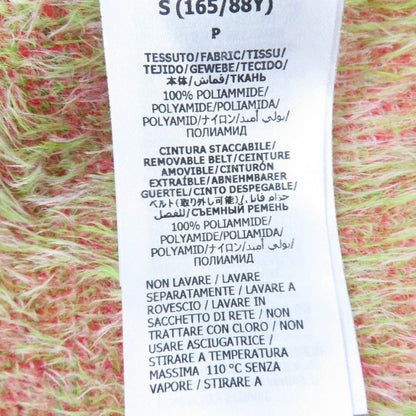 S (165/88Y)
P
TESSUTO/FABRIC/TISSU/
TEJIDO/GEWEBE/TECIDO/
本体/قماش/ТКАНЬ
100% POLIAMMIDE/
POLYAMIDE/POLIAMIDA/
POLYAMID/ナイロン/بولي أميد/
ПОЛИАМИД
CINTURA STACCABILE/
REMOVABLE BELT/CEINTURE
AMOVIBLE/CINTURÓN
EXTRAÍBLE/ABNEHMBARER
GUERTEL/CINTO DESPEGABLE/
ベルト(取り外し可能)/حزام قابل
للفصل/СЪЕМНЫЙ РЕМЕНЬ
100% POLIAMMIDE/
POLYAMIDE/POLIAMIDA/
POLYAMID/ナイロン/بولي أميد/
ПОЛИАМИД
NON LAVARE / LAVARE
SEPARATAMENTE / LAVARE A
ROVESCIO / LAVARE IN
SACCHETTO DI RETE / NON
TRATTARE CON CLORO / NON
USARE ASCIUGATRICE /
STIRARE A TEMPERATURA
MASSIMA 110 °C SENZA
VAPORE / STIRARE A